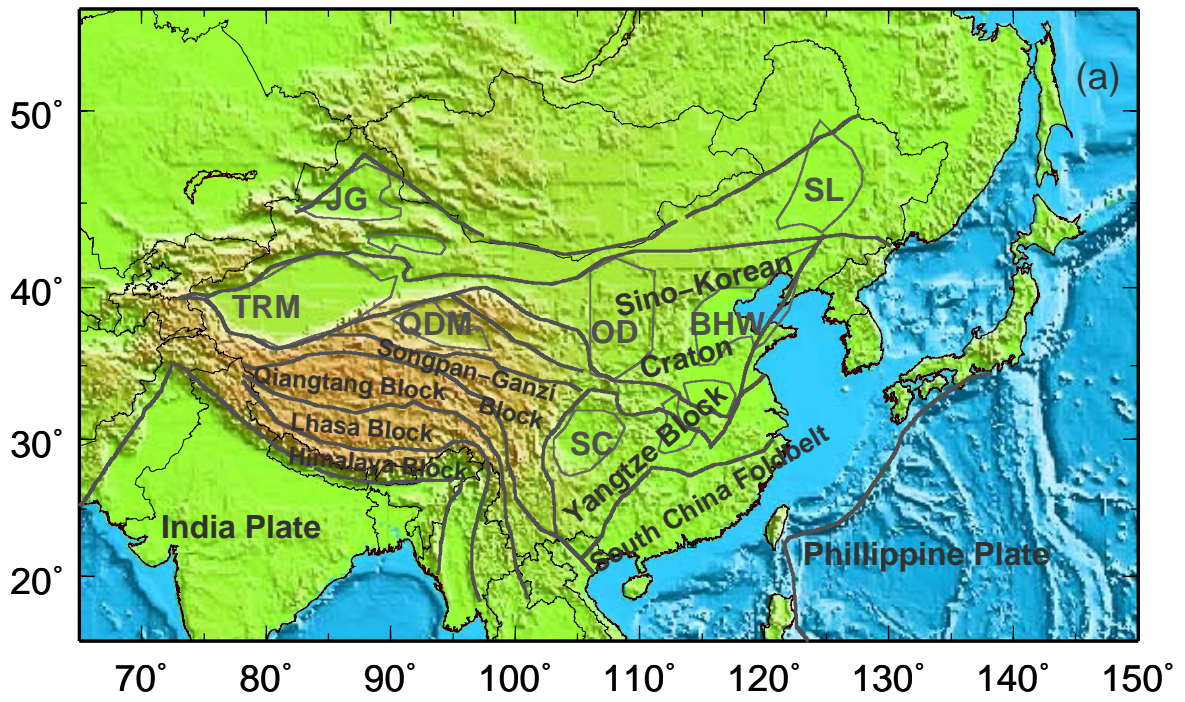 (a)
50°
JG
SL
40°
TRM
QDM
OD
BHW
Sino–Korean
Craton
Songpan–Ganzi
Block
Qiangtang Block
Lhasa Block
Himalaya Block
30°
SC
Yangtze Block
South China Foldbelt
India Plate
Phillippine Plate
20°
70° 80° 90° 100° 110° 120° 130° 140° 150°